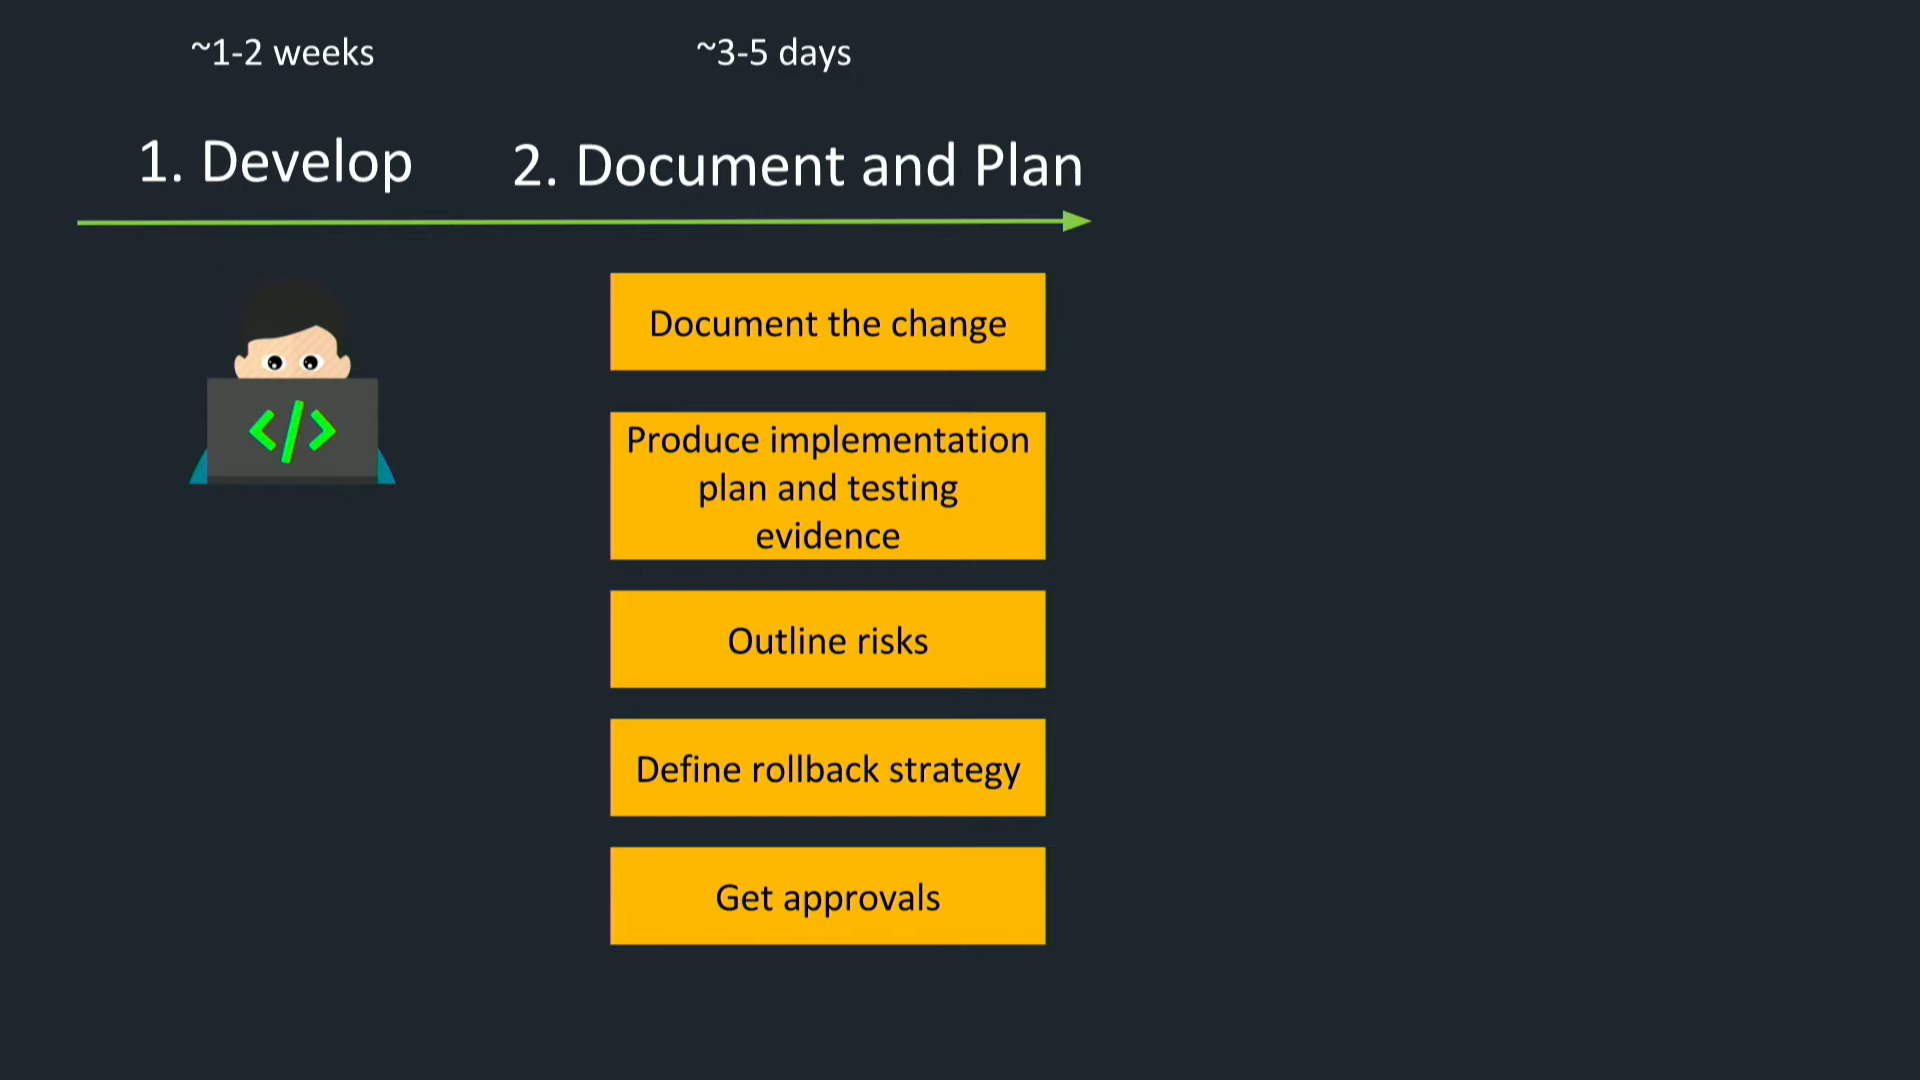 ~1-2 weeks
~3-5 days
1. Develop
2. Document and Plan
</>
Document the change
Produce implementation
plan and testing
evidence
Outline risks
Define rollback strategy
Get approvals